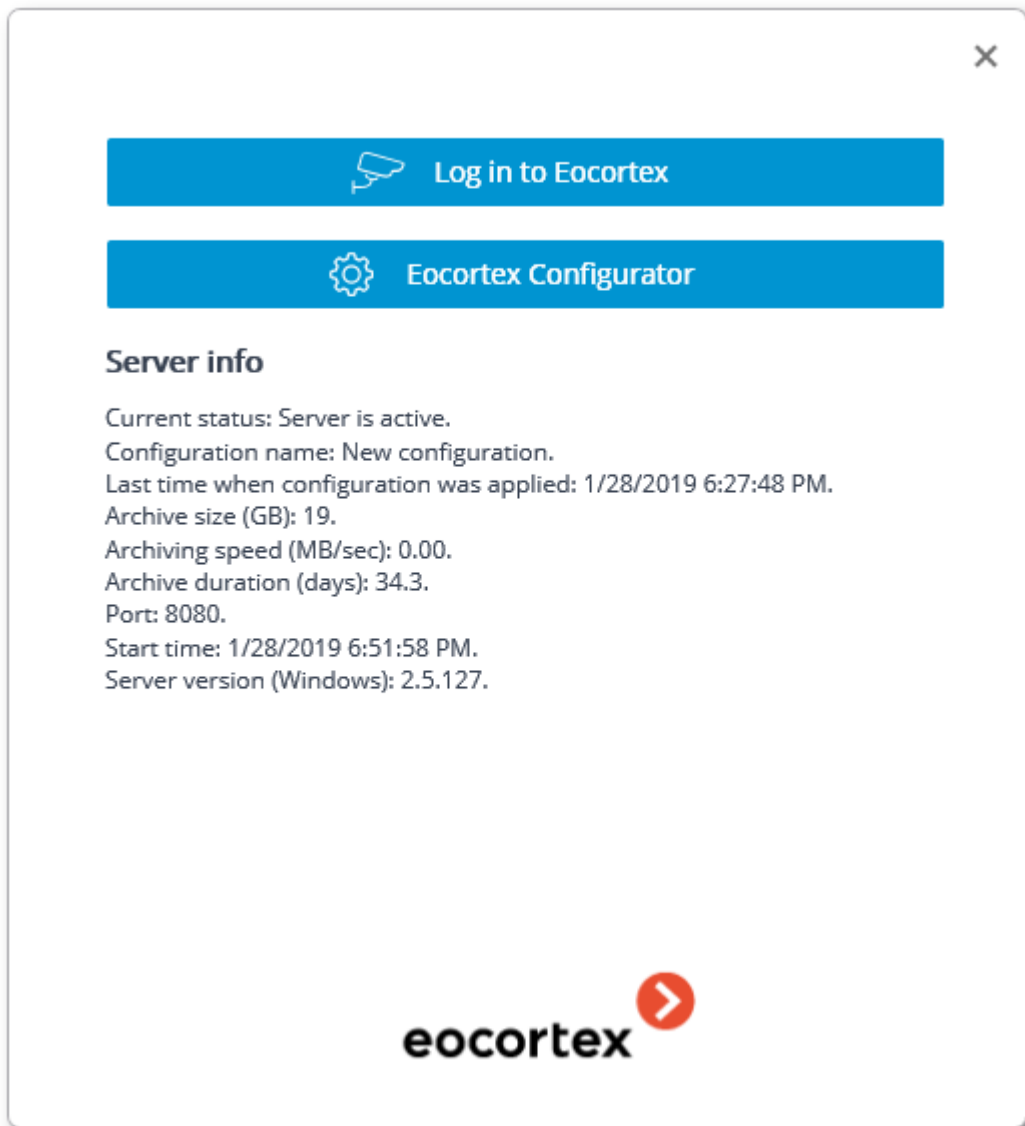 Log in to Eocortex
Eocortex Configurator
Server info
Current status: Server is active.
Configuration name: New configuration.
Last time when configuration was applied: 1/28/2019 6:27:48 PM.
Archive size (GB): 19.
Archiving speed (MB/sec): 0.00.
Archive duration (days): 34.3.
Port: 8080.
Start time: 1/28/2019 6:51:58 PM.
Server version (Windows): 2.5.127.
eocortex